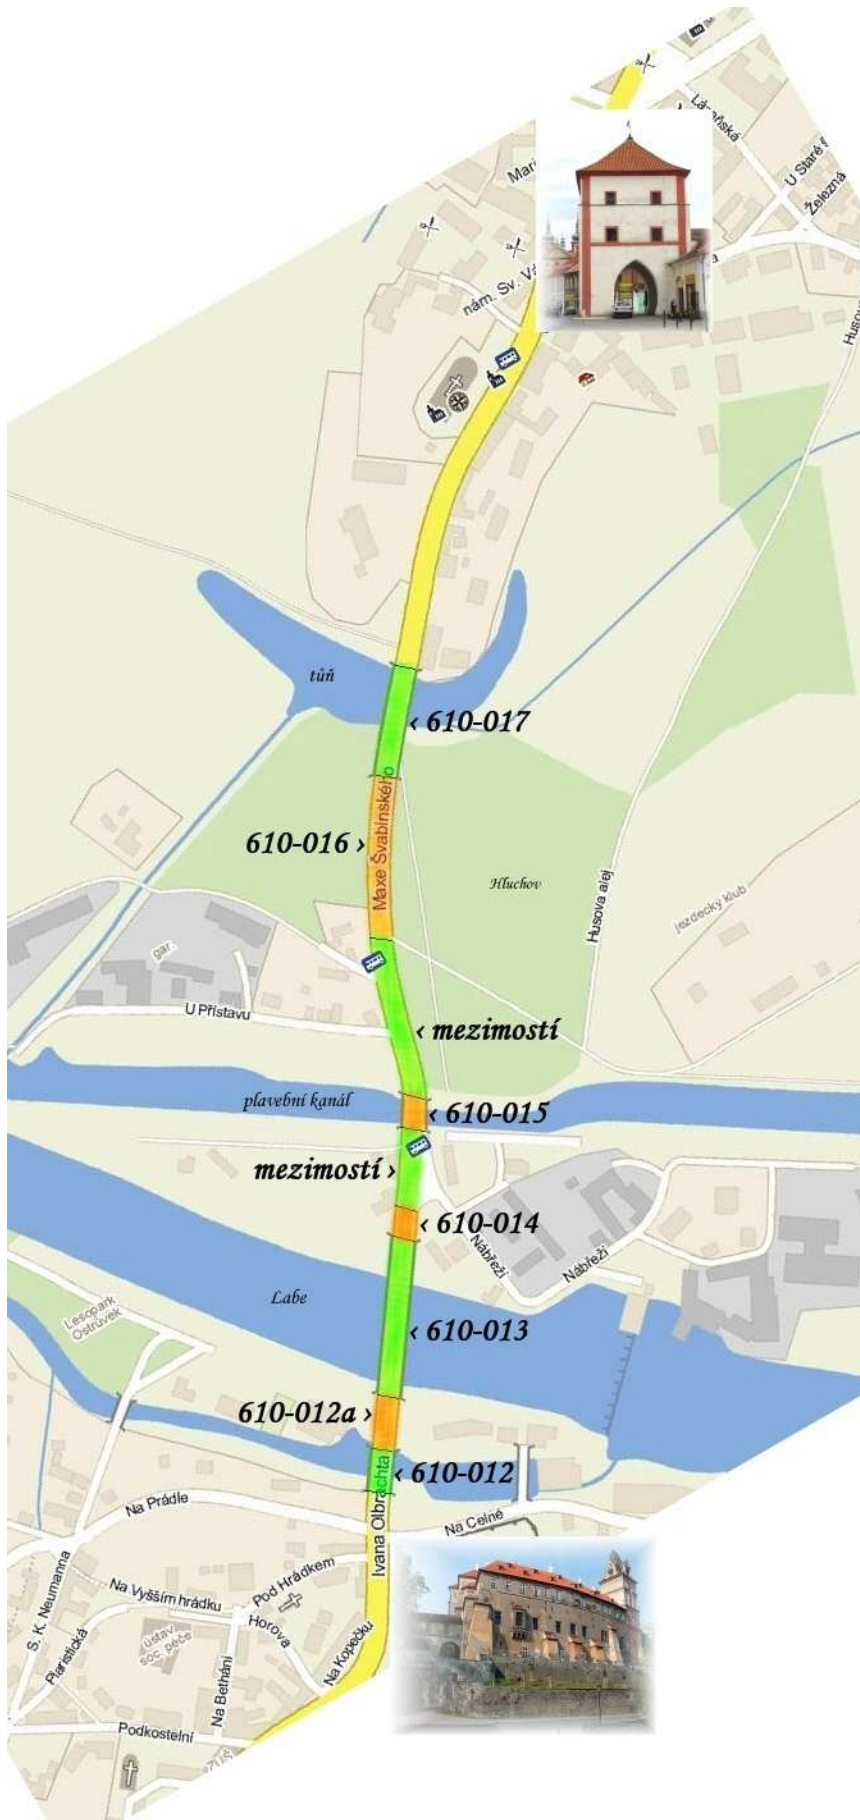 Lázeňská
U Staré
Železná
Husova
nám. Sv.
tůň
‹ 610-017
Maxe Švabinského
610-016 ›
Hluchov
Husova alej
jezdecký klub
gar.
U Přístavu
‹ mezimostí
plavební kanál
‹ 610-015
mezimostí ›
‹ 610-014
Nábřeží
Nábřeží
Labe
Lesopark
Ostrůvek
‹ 610-013
610-012a ›
‹ 610-012
Ivana Olbrachta
Na Prádle
Na Celné
S. K. Neumanna
Na Vyšším hrádku
Pod Hrádkem
Horova
Piaristická
ústav
soc. péče
Na Bethání
Na Kopečku
Podkostelní
ZUŠ